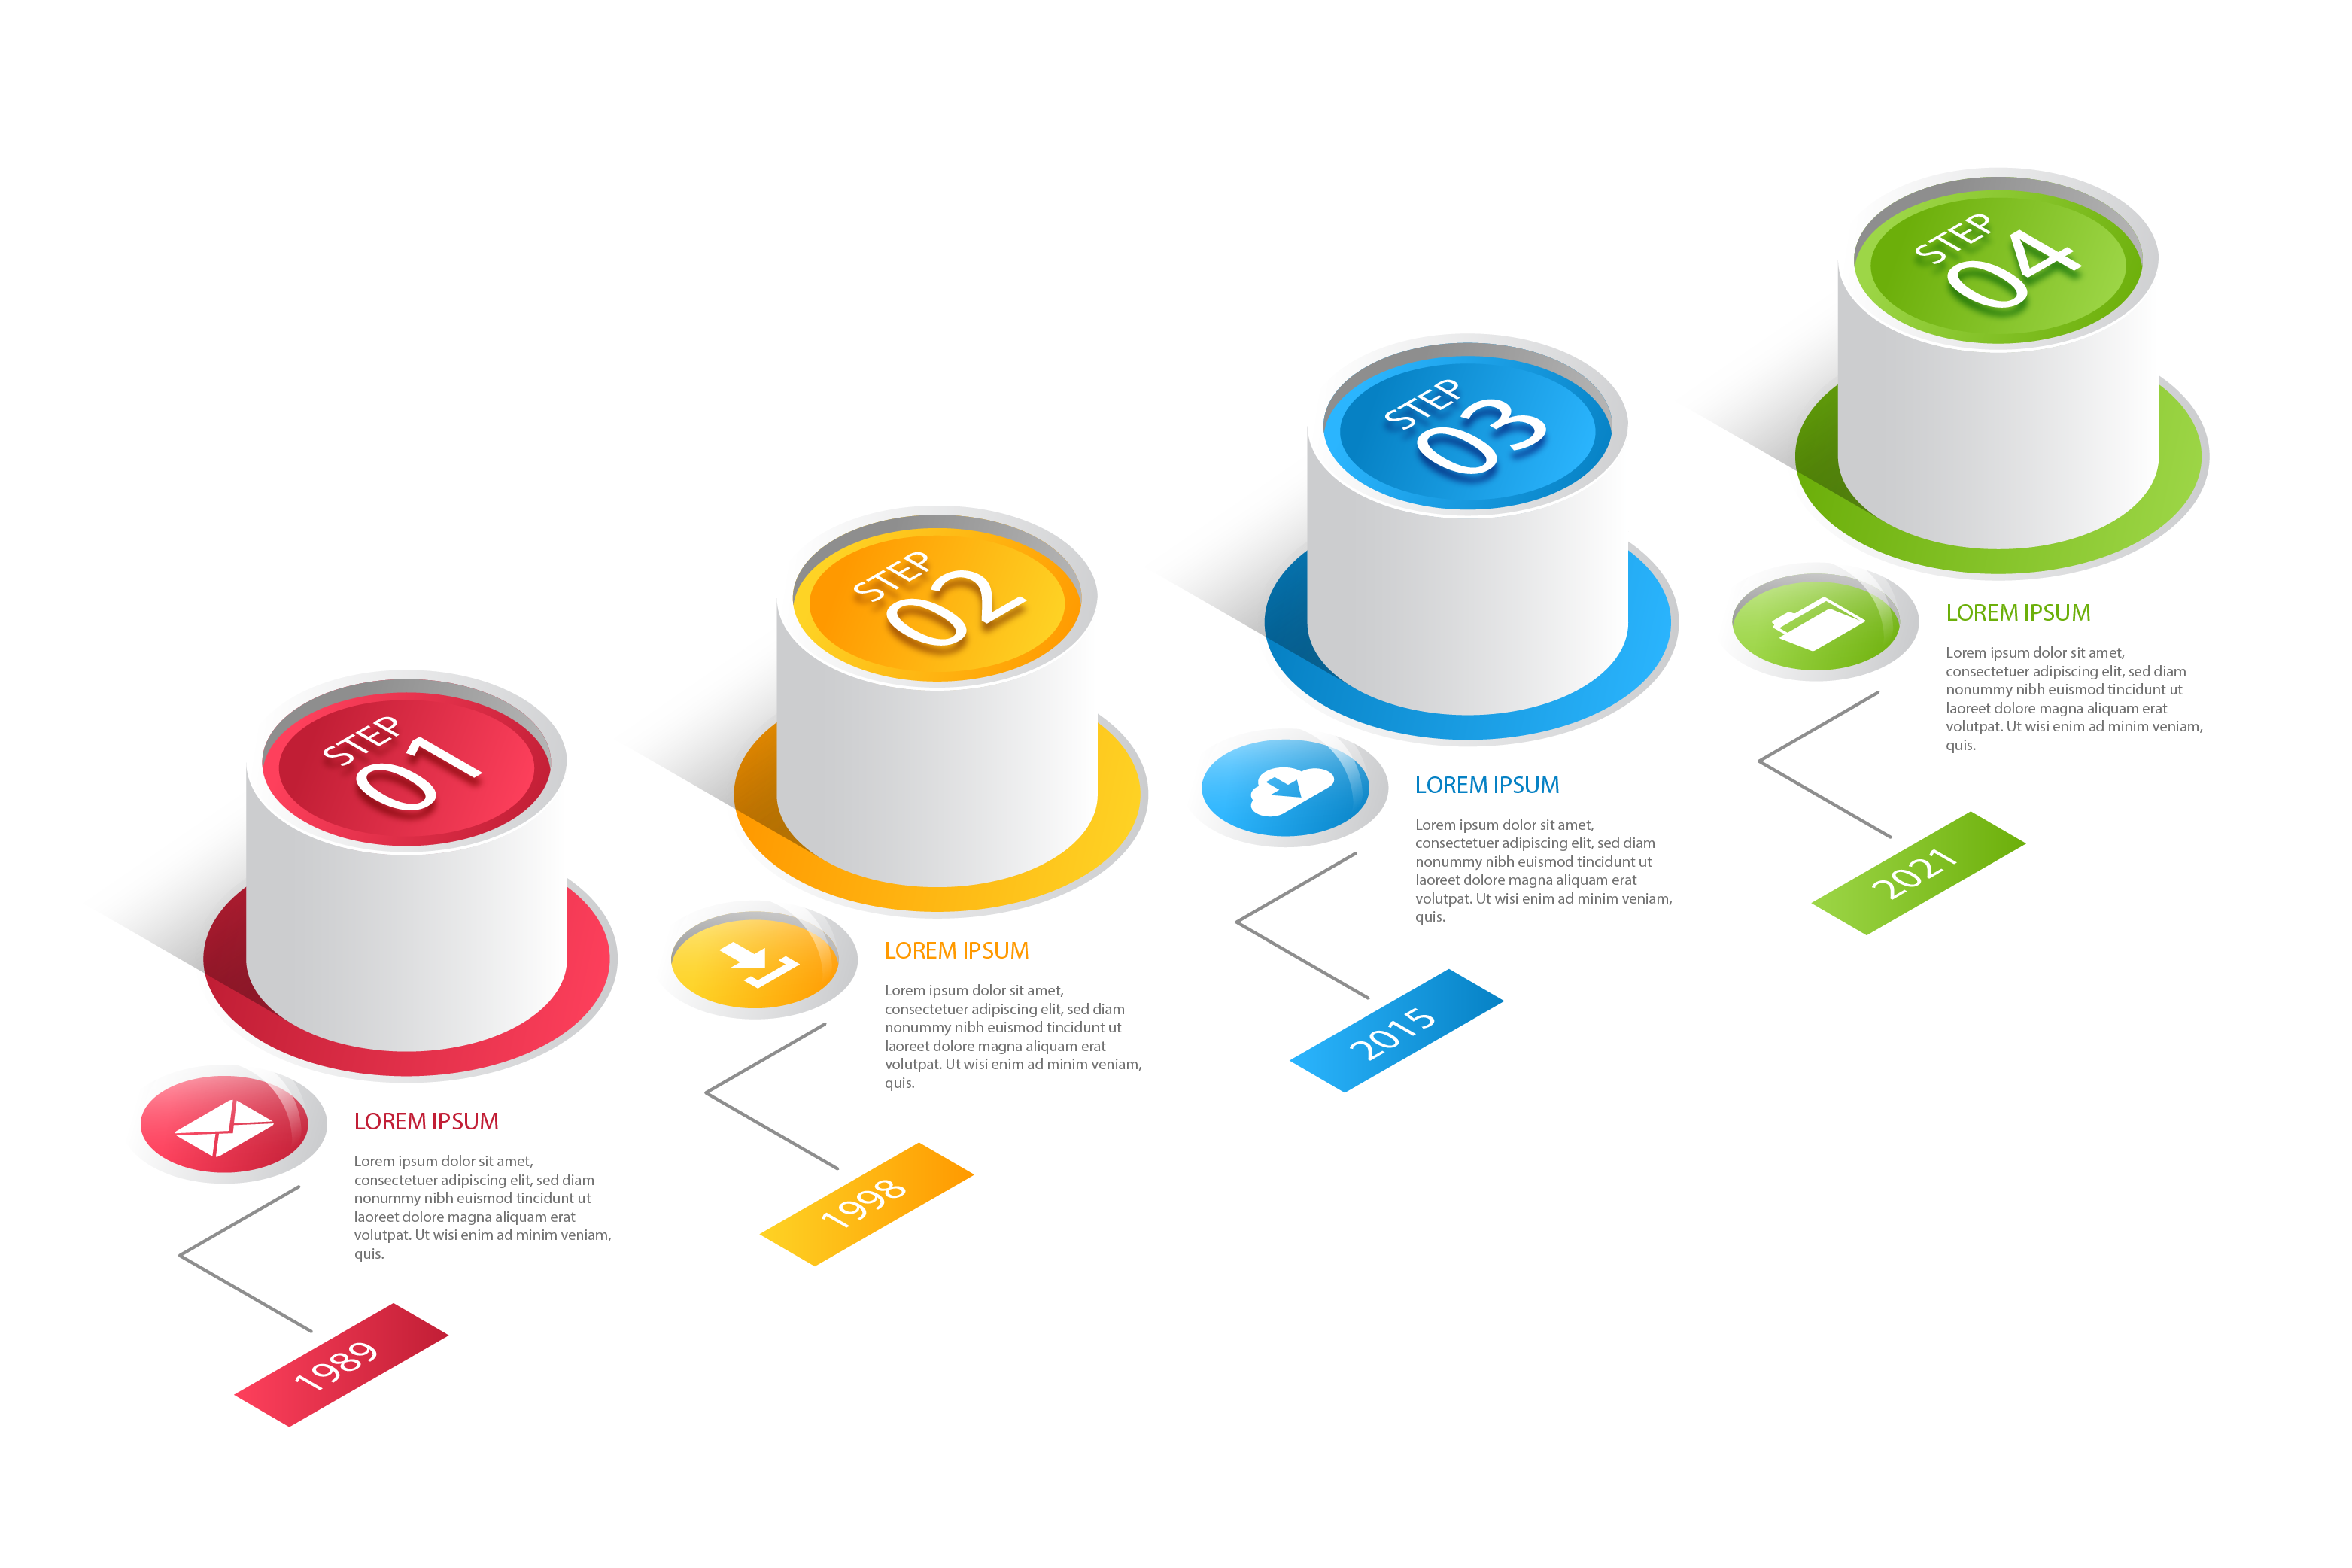 STEP
01
LOREM IPSUM
Lorem ipsum dolor sit amet,
consectetuer adipiscing elit, sed diam
nonummy nibh euismod tincidunt ut
laoreet dolore magna aliquam erat
volutpat. Ut wisi enim ad minim veniam,
quis.
1989
STEP
02
LOREM IPSUM
Lorem ipsum dolor sit amet,
consectetuer adipiscing elit, sed diam
nonummy nibh euismod tincidunt ut
laoreet dolore magna aliquam erat
volutpat. Ut wisi enim ad minim veniam,
quis.
1998
STEP
03
LOREM IPSUM
Lorem ipsum dolor sit amet,
consectetuer adipiscing elit, sed diam
nonummy nibh euismod tincidunt ut
laoreet dolore magna aliquam erat
volutpat. Ut wisi enim ad minim veniam,
quis.
2015
STEP
04
LOREM IPSUM
Lorem ipsum dolor sit amet,
consectetuer adipiscing elit, sed diam
nonummy nibh euismod tincidunt ut
laoreet dolore magna aliquam erat
volutpat. Ut wisi enim ad minim veniam,
quis.
2021